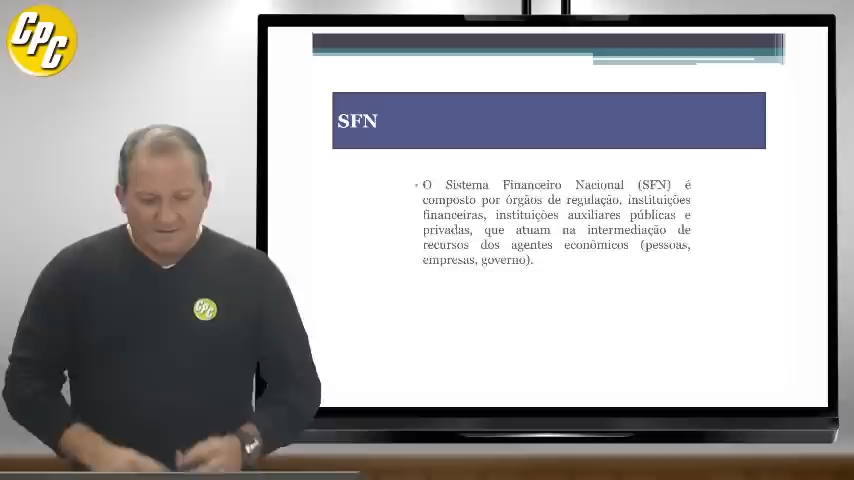 CPC
SFN
O Sistema Financeiro Nacional (SFN) é
composto por órgãos de regulação, instituições
financeiras, instituições auxiliares públicas e
privadas, que atuam na intermediação de
recursos dos agentes econômicos (pessoas,
empresas, governo).
CPC